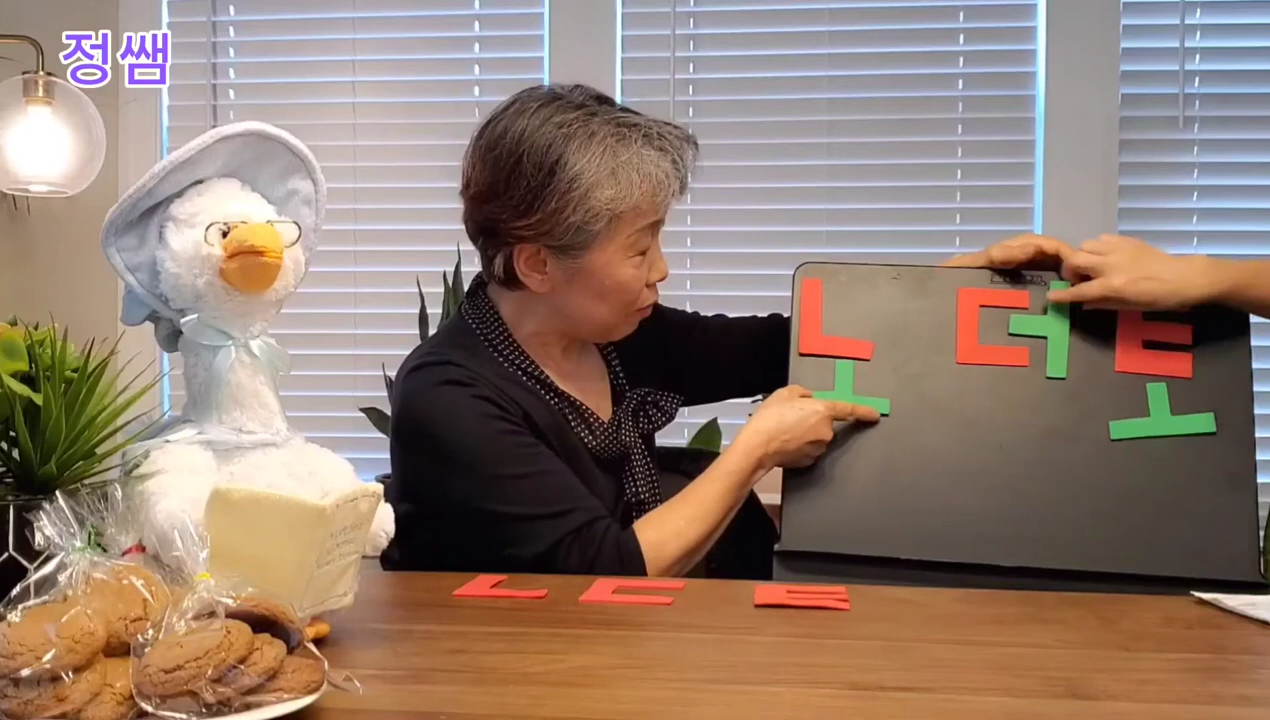 정쌤
노 더 토
ㄴ ㄷ ㅌ